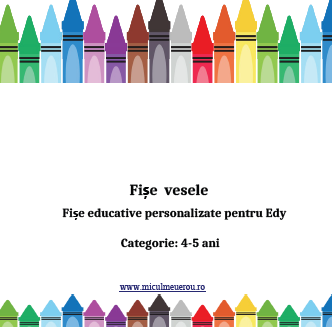 Fișe vesele
Fișe educative personalizate pentru Edy
Categorie: 4-5 ani
www.miculmeuerou.ro